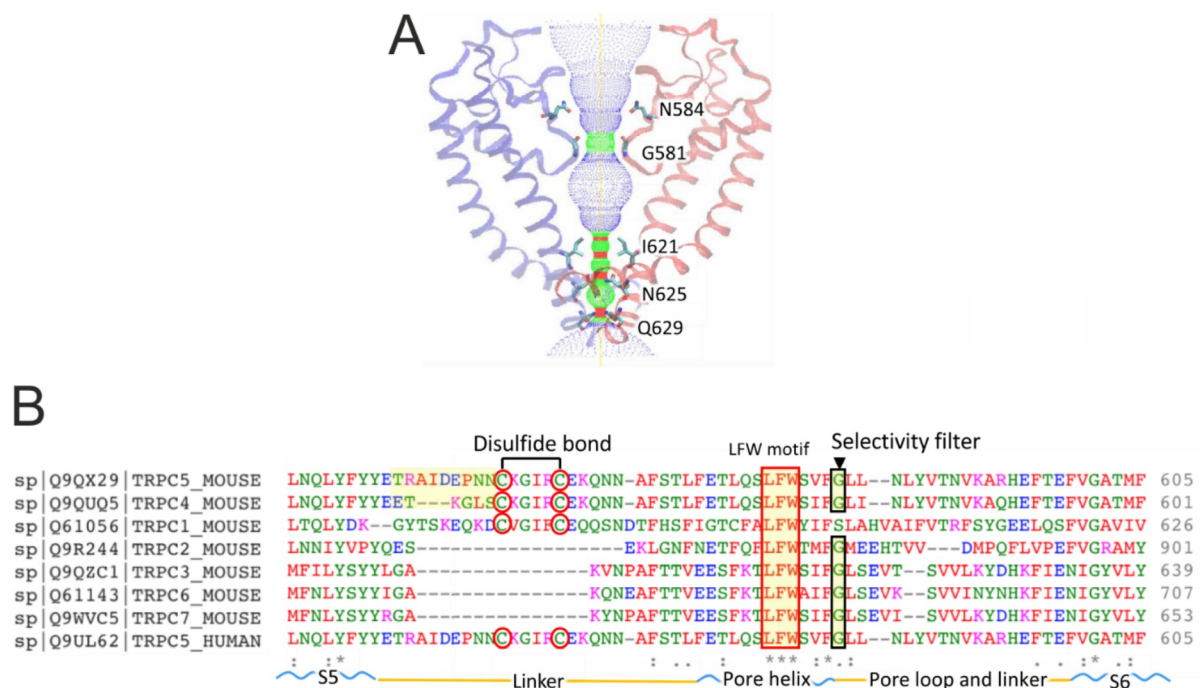 A
N584
G581
I621
N625
Q629
B
Disulfide bond
LFW motif
Selectivity filter
sp|Q9QX29|TRPC5_MOUSE LNQLYFYYETRAIDEPNNCKGIRCEKQNN-AFSTLFETLQSLFWSVFGLL--NLYVTNVKARHEFTEFVGATMF 605
sp|Q9QUQ5|TRPC4_MOUSE LNQLYFYYEET----KGLSCKGIRCEKQNN-AFSTLFETLQSLFWSIFGLI--NLYVTNVKAQHEFTEFVGATMF 601
sp|Q61056|TRPC1_MOUSE LTQLYDK--GYTSKEQKDCVGIFCEQQSNDTFHSFIGTCFALFWYIFSLAHVAIFVTRFSYGEELQSFVGAVIV 626
sp|Q9R244|TRPC2_MOUSE LNNIYVPYQES------------------EKLGNFNETFQFLFWTMFGMEEHTVV---DMPQFLVPEFVGRAMY 901
sp|Q9QZC1|TRPC3_MOUSE MFILYSYYLGA---------------KVNPAFTTVEESFKTLFWSIFGLSEVT--SVVLKYDHKFIENIGYVLY 639
sp|Q61143|TRPC6_MOUSE MFNLYSYYIGA---------------KQNEAFTTVEESFKTLFWAIFGLSEVK--SVVINYNHKFIENIGYVLY 707
sp|Q9WVC5|TRPC7_MOUSE MFNLYSYYRGA---------------KYNPAFTTVEESFKTLFWSIFGLSEVI--SVVLKYDHKFIENIGYVLY 653
sp|Q9UL62|TRPC5_HUMAN LNQLYFYYETRAIDEPNNCKGIRCEKQNN-AFSTLFETLQSLFWSVFGLL--NLYVTNVKARHEFTEFVGATMF 605
: :* : .. : ***:*.: . . :* ::
S5 Linker Pore helix Pore loop and linker S6